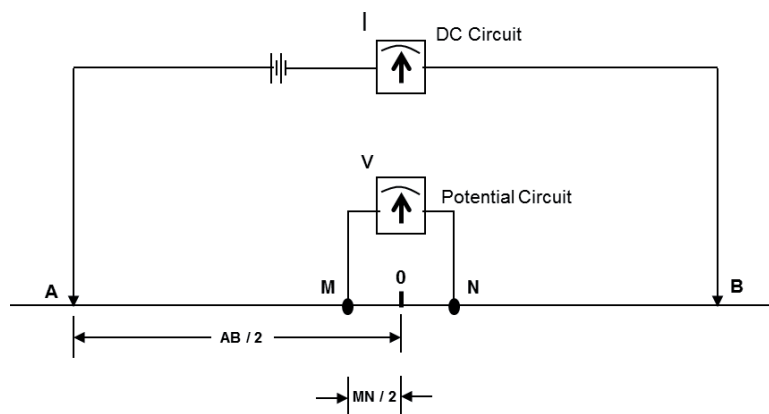 I
DC Circuit
V
Potential Circuit
A
M
0
N
B
AB / 2
MN / 2